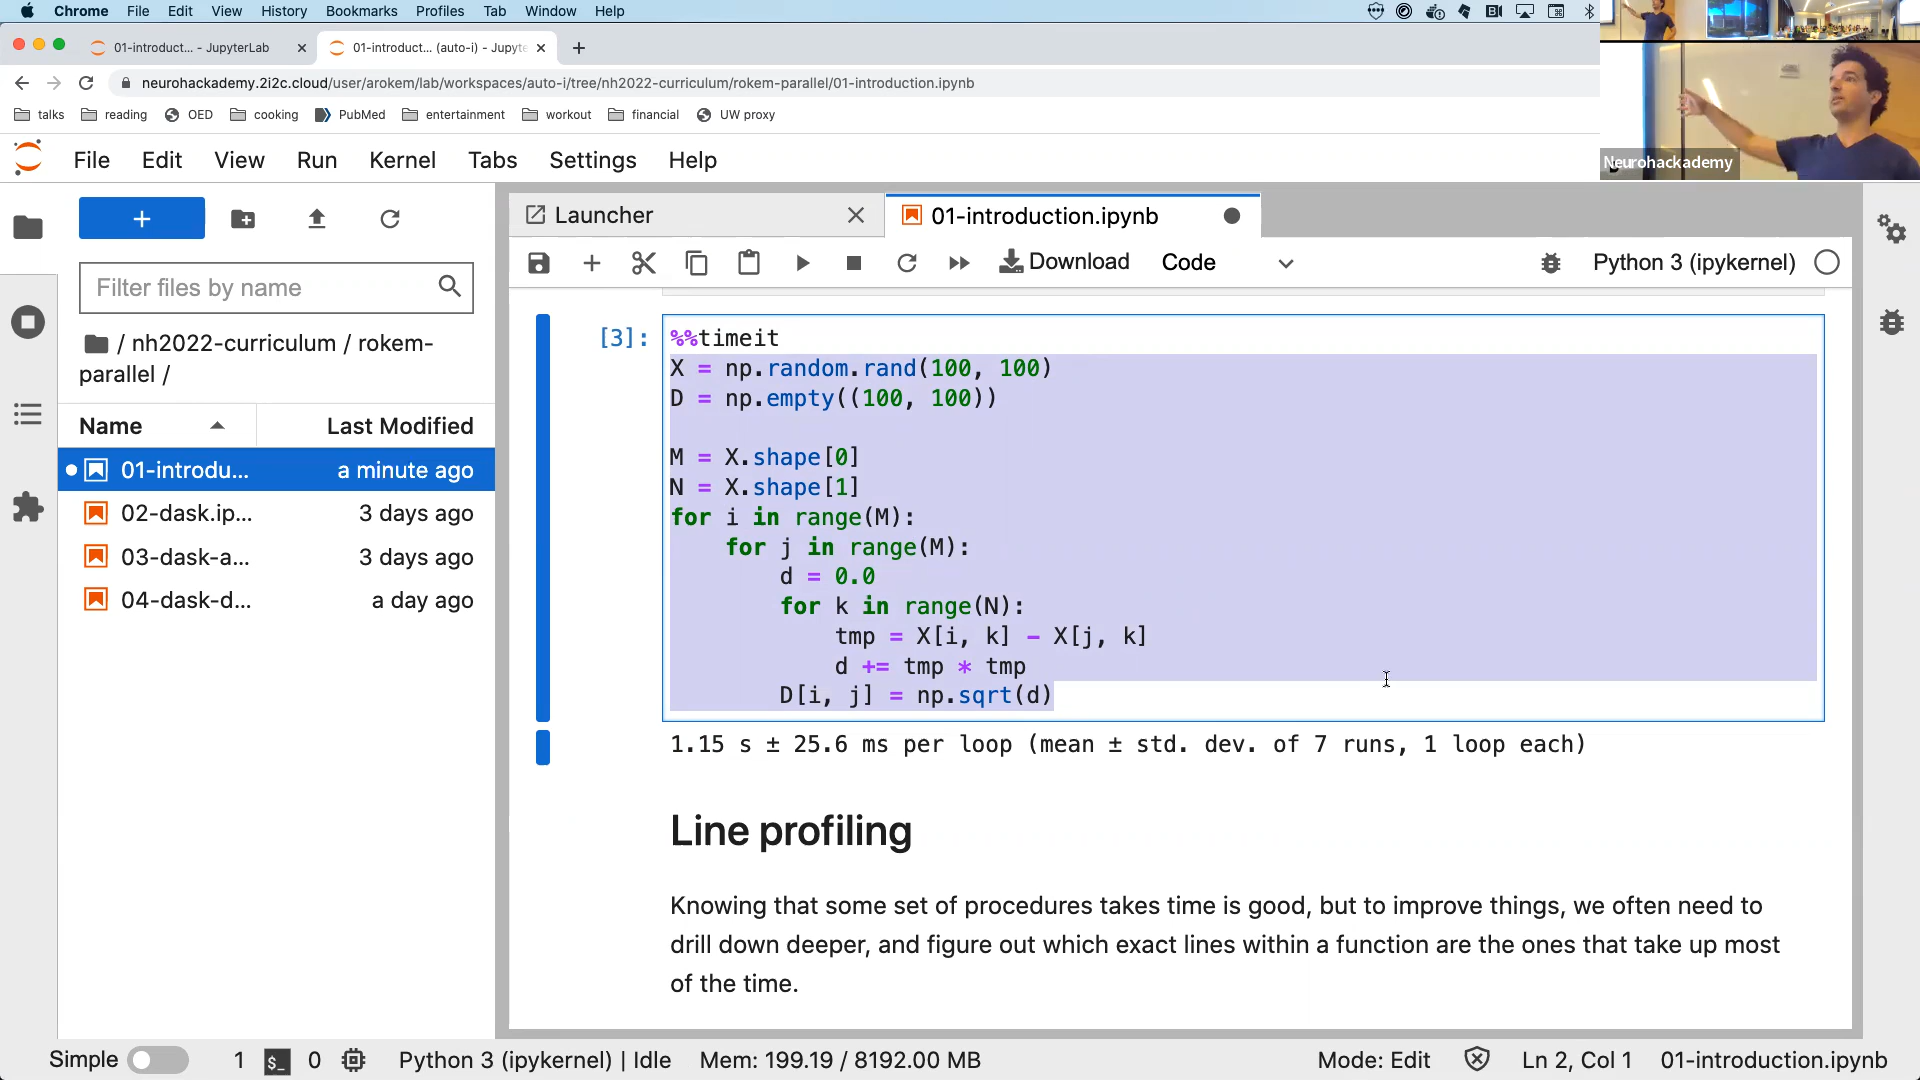 Chrome File Edit View History Bookmarks Profiles Tab Window Help
01-introduct... - JupyterLab
01-introduct... (auto-i) - Jupyte
neurohackademy.2i2c.cloud/user/arokem/lab/workspaces/auto-i/tree/nh2022-curriculum/rokem-parallel/01-introduction.ipynb
talks reading OED cooking PubMed entertainment workout financial UW proxy
Neurohackademy
File Edit View Run Kernel Tabs Settings Help
Launcher
01-introduction.ipynb
Download Code Python 3 (ipykernel)
Filter files by name
/ nh2022-curriculum / rokem-
parallel /
Name Last Modified
01-introdu... a minute ago
02-dask.ip... 3 days ago
03-dask-a... 3 days ago
04-dask-d... a day ago
[3]: %%timeit
X = np.random.rand(100, 100)
D = np.empty((100, 100))
M = X.shape[0]
N = X.shape[1]
for i in range(M):
    for j in range(M):
        d = 0.0
        for k in range(N):
            tmp = X[i, k] - X[j, k]
            d += tmp * tmp
        D[i, j] = np.sqrt(d)
1.15 s ± 25.6 ms per loop (mean ± std. dev. of 7 runs, 1 loop each)
Line profiling
Knowing that some set of procedures takes time is good, but to improve things, we often need to
drill down deeper, and figure out which exact lines within a function are the ones that take up most
of the time.
Simple 1 $_ 0 Python 3 (ipykernel) | Idle Mem: 199.19 / 8192.00 MB Mode: Edit Ln 2, Col 1 01-introduction.ipynb